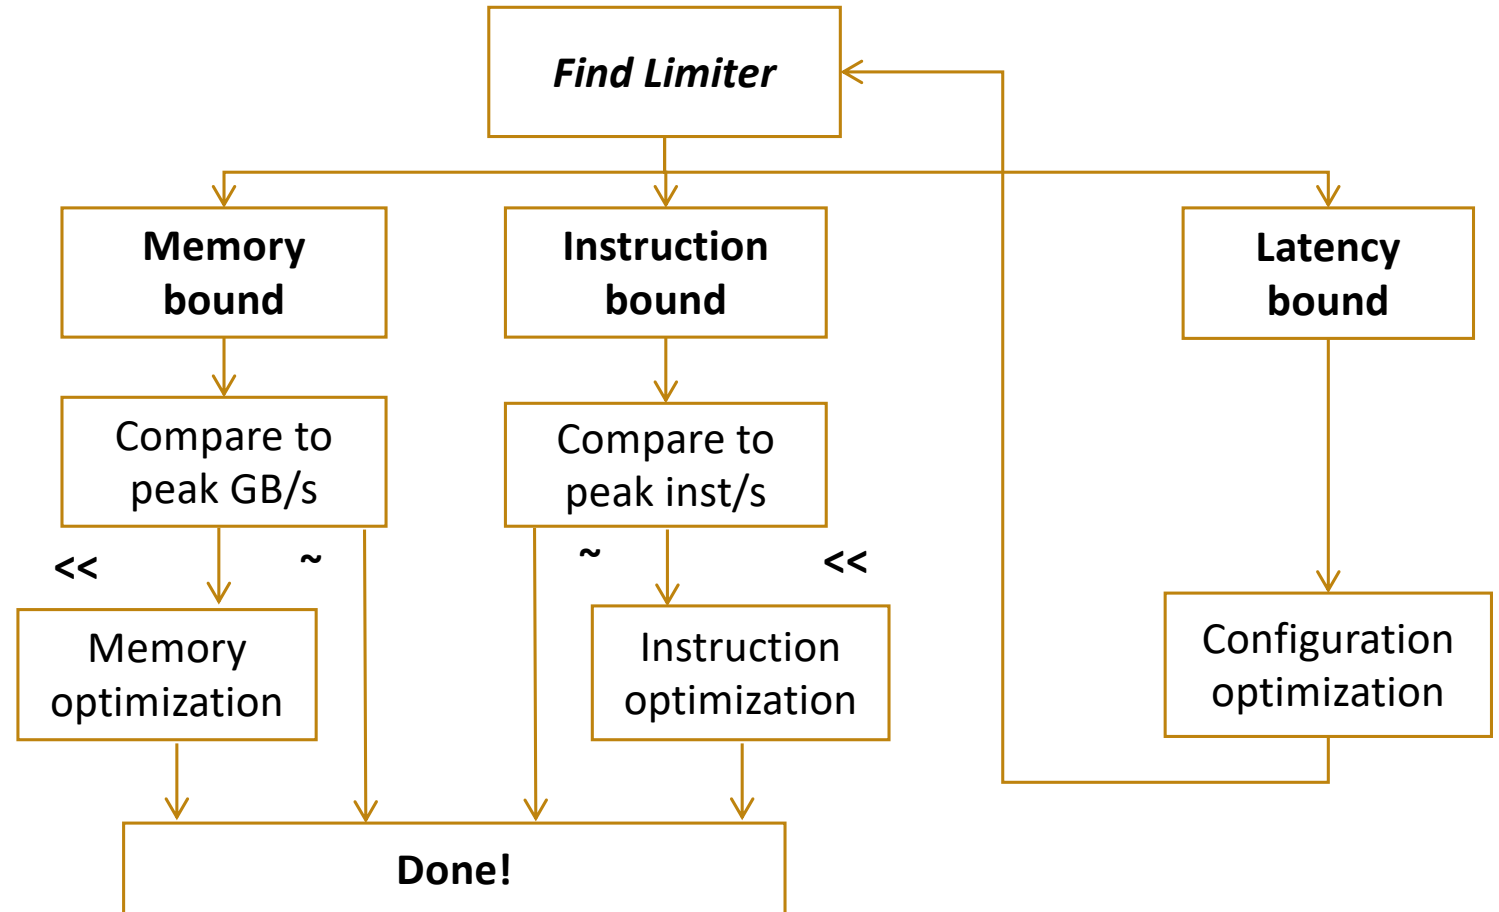 Find Limiter
Memory
bound
Instruction
bound
Latency
bound
Compare to
peak GB/s
Compare to
peak inst/s
<<
~
~
<<
Memory
optimization
Instruction
optimization
Configuration
optimization
Done!